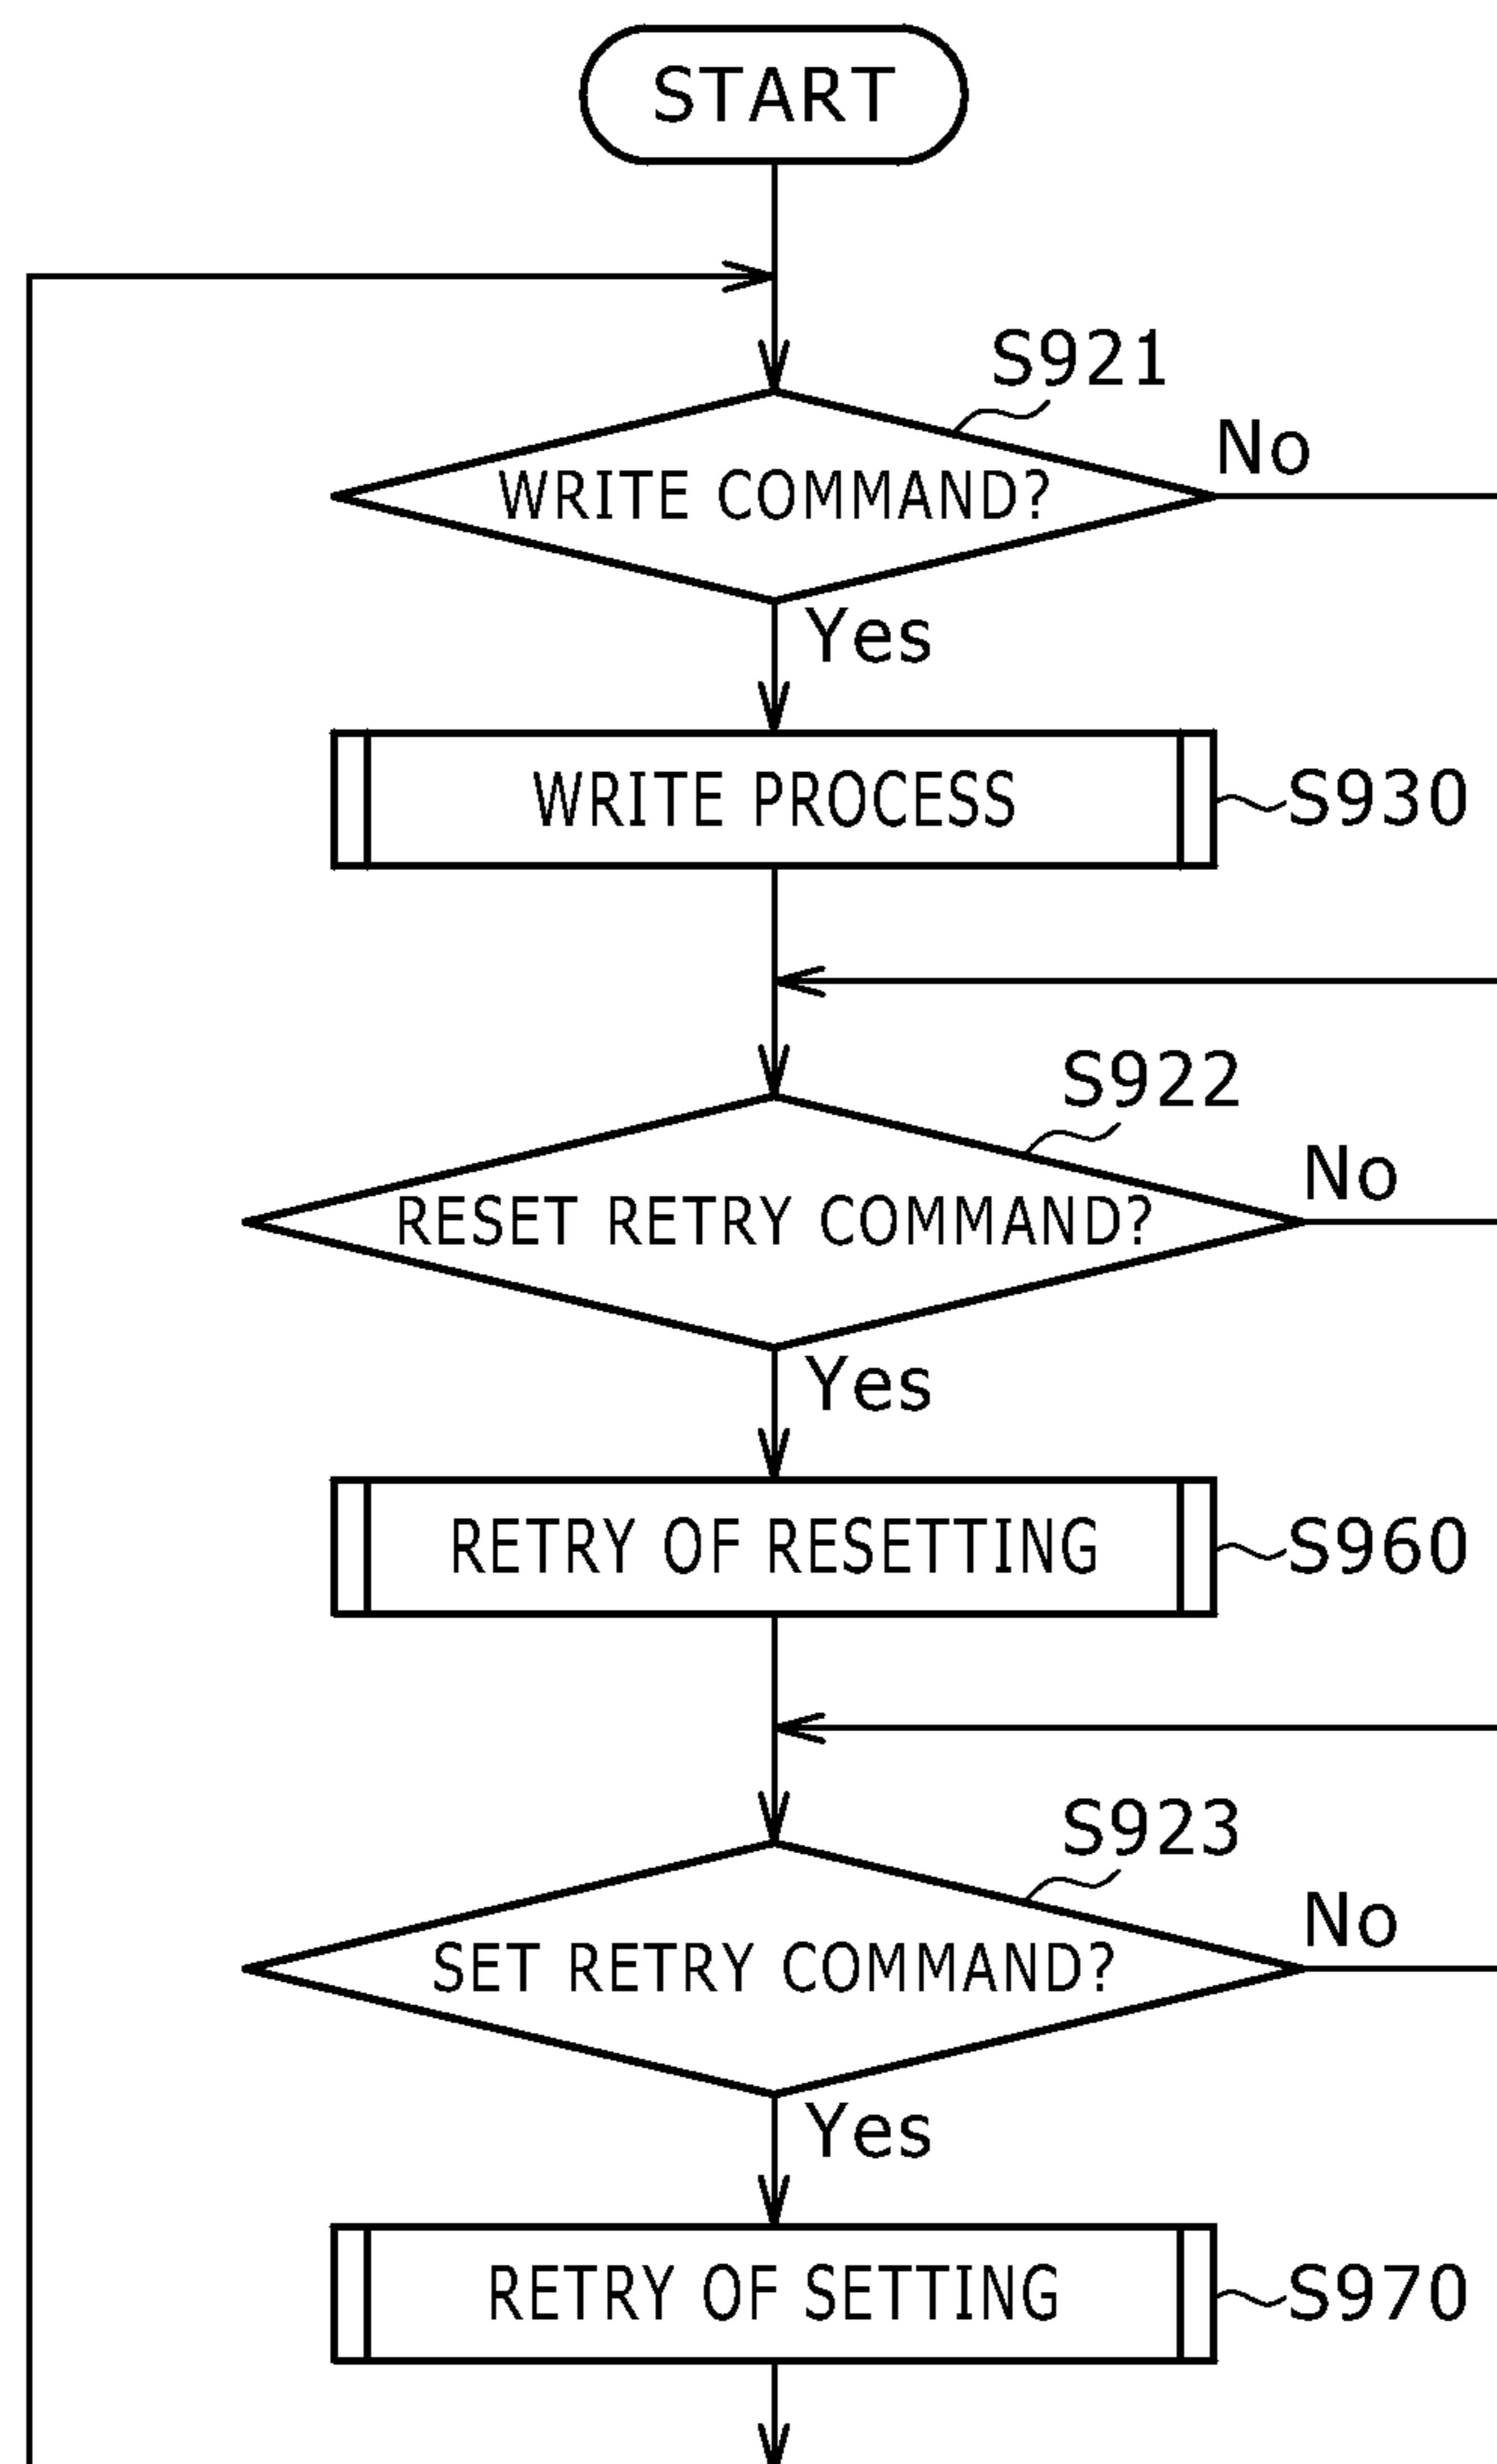 START
S921
WRITE COMMAND?
No
Yes
WRITE PROCESS
S930
S922
RESET RETRY COMMAND?
No
Yes
RETRY OF RESETTING
S960
S923
SET RETRY COMMAND?
No
Yes
RETRY OF SETTING
S970